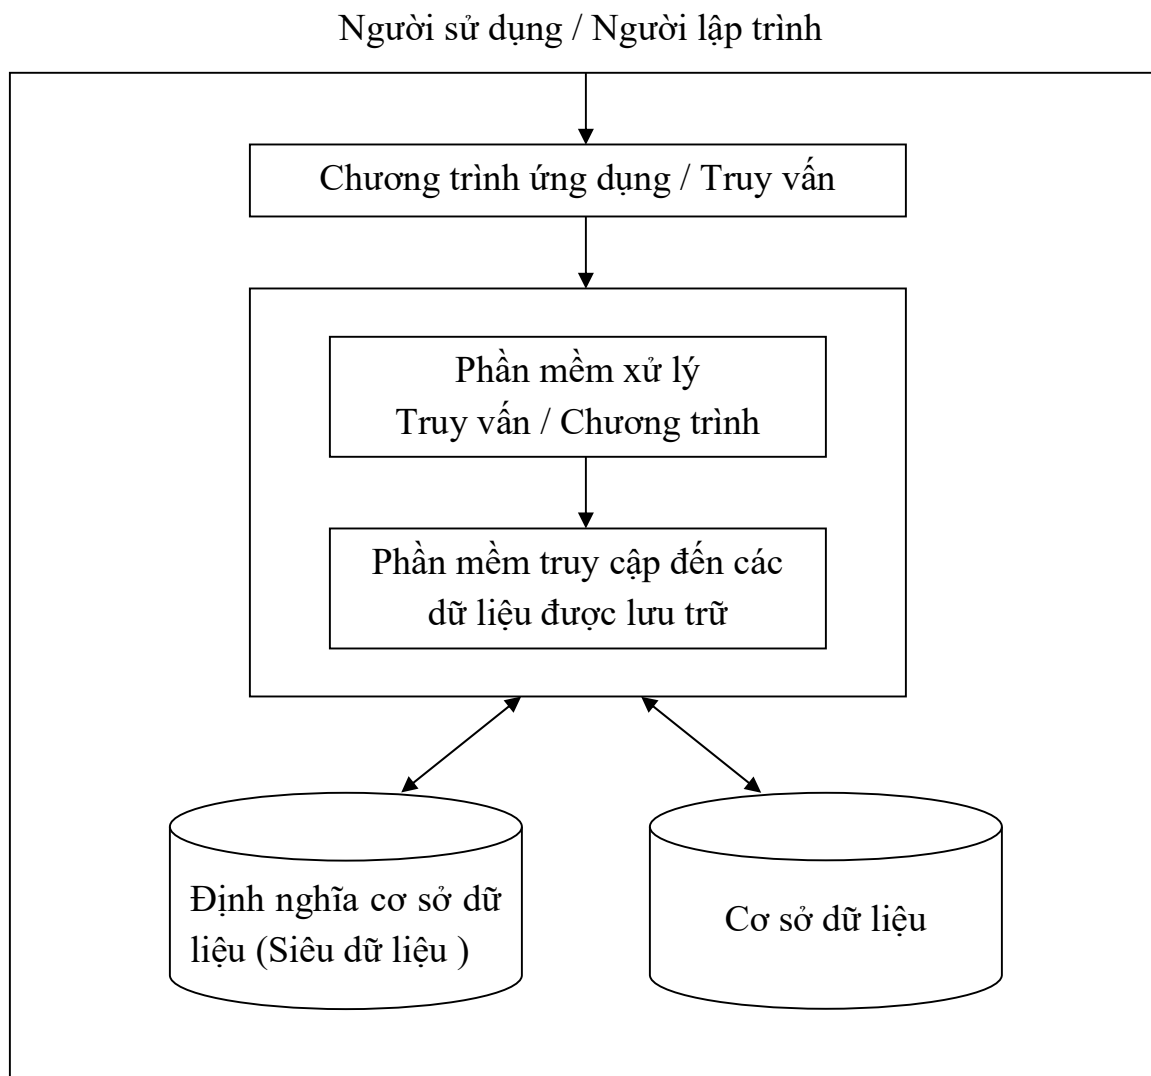 Người sử dụng / Người lập trình
Chương trình ứng dụng / Truy vấn
Phần mềm xử lý
Truy vấn / Chương trình
Phần mềm truy cập đến các
dữ liệu được lưu trữ
Định nghĩa cơ sở dữ
liệu (Siêu dữ liệu )
Cơ sở dữ liệu